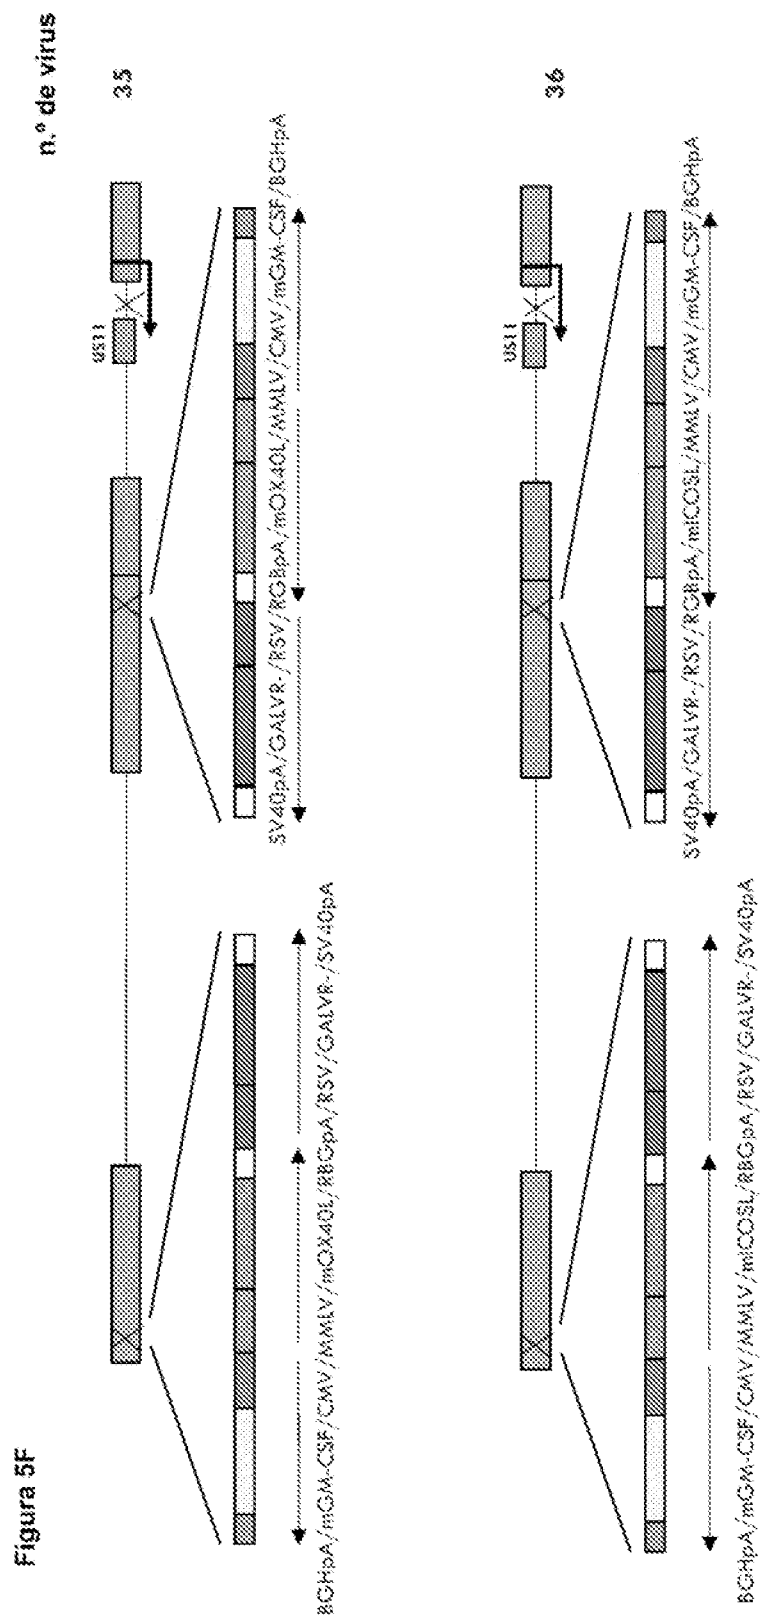 Figura 5F
n.º de virus
US11
35
BGHpA/mGM-CSF/CMV/MMLV/mOX40L/RBGpA/RSV/GALVR-/SV40pA
SV40pA/GALVR-/RSV/RGBpA/mOX40L/MMLV/CMV/mGM-CSF/BGHpA
US11
36
BGHpA/mGM-CSF/CMV/MMLV/mICOSL/RBGpA/RSV/GALVR-/SV40pA
SV40pA/GALVR-/RSV/RGBpA/mICOSL/MMLV/CMV/mGM-CSF/BGHpA